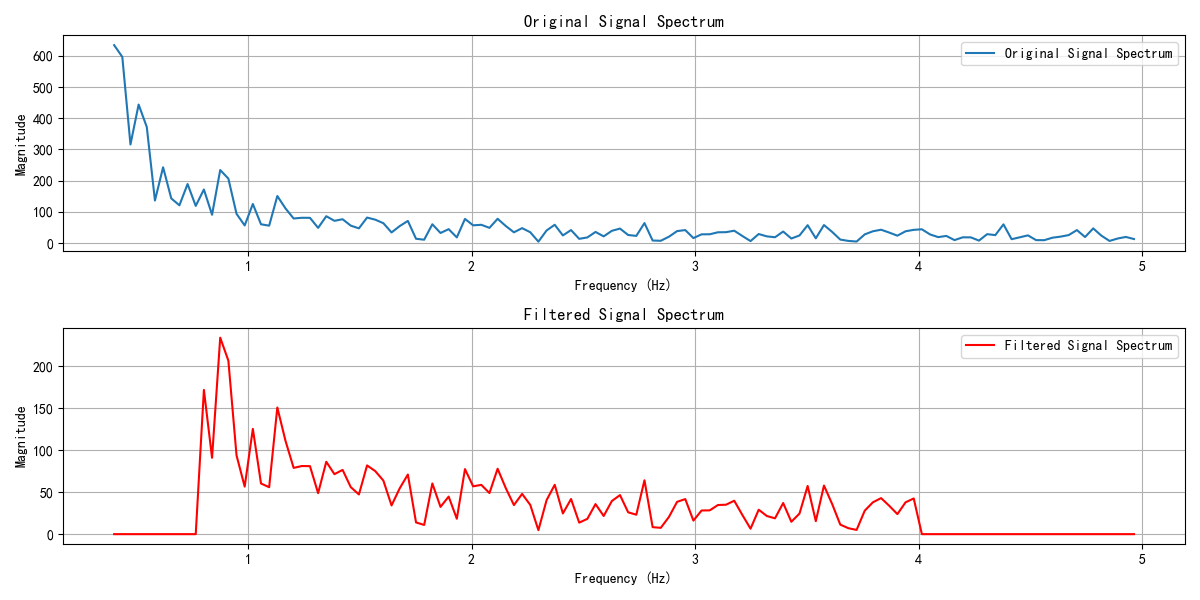 Original Signal Spectrum
Original Signal Spectrum
Magnitude
600
500
400
300
200
100
0
1
2
3
4
5
Frequency (Hz)
Filtered Signal Spectrum
Filtered Signal Spectrum
Magnitude
200
150
100
50
0
1
2
3
4
5
Frequency (Hz)